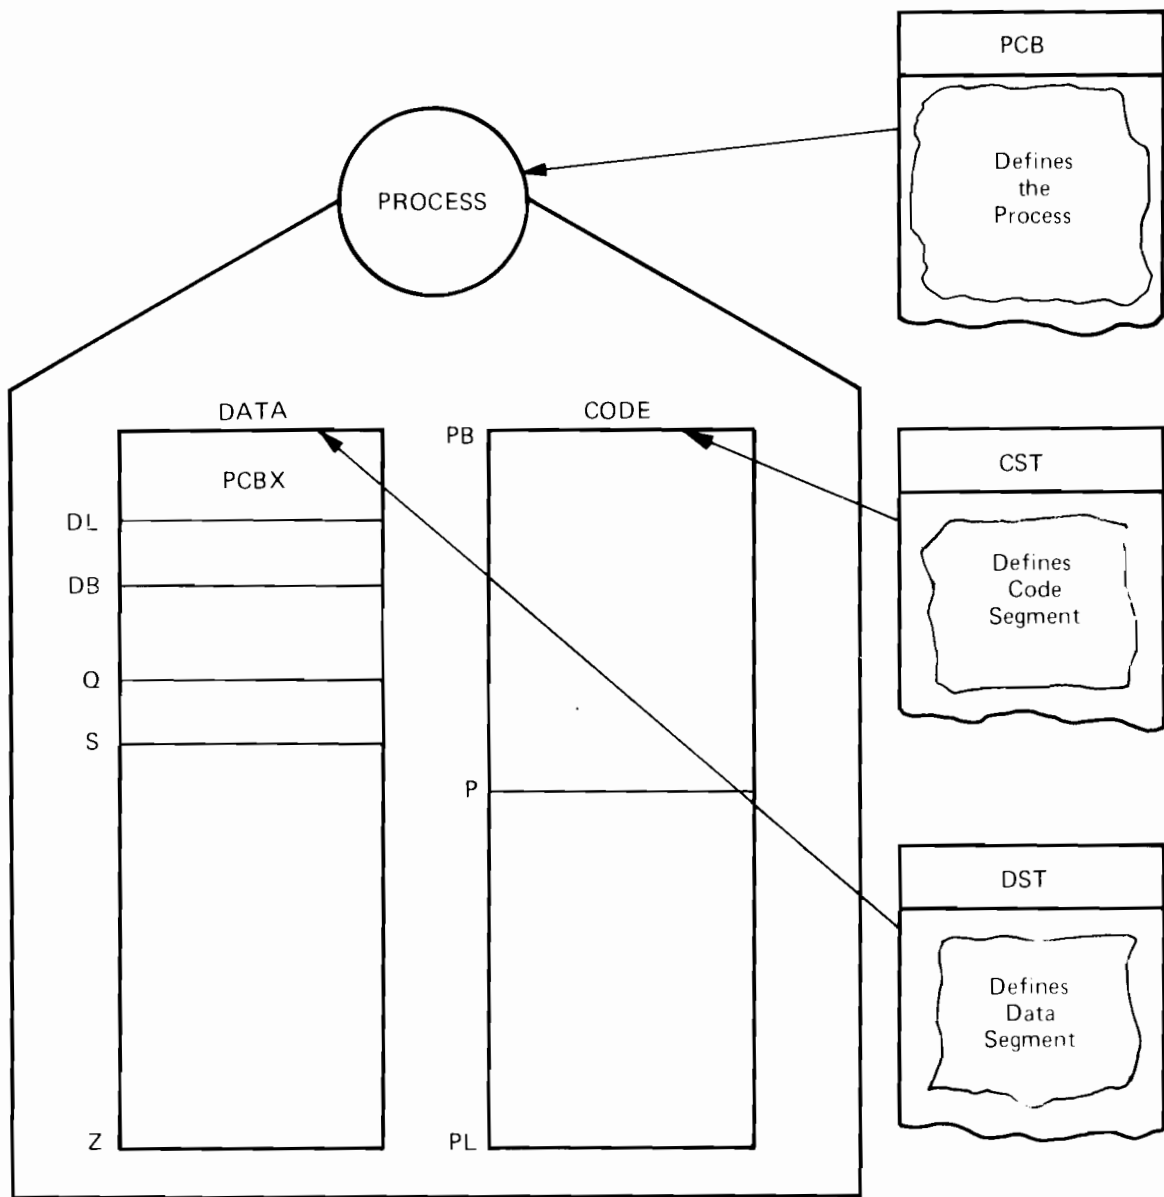 PCB
Defines
the
Process
PROCESS
DATA
CODE
PCBX
DL
DB
Q
S
Z
PB
P
PL
CST
Defines
Code
Segment
DST
Defines
Data
Segment